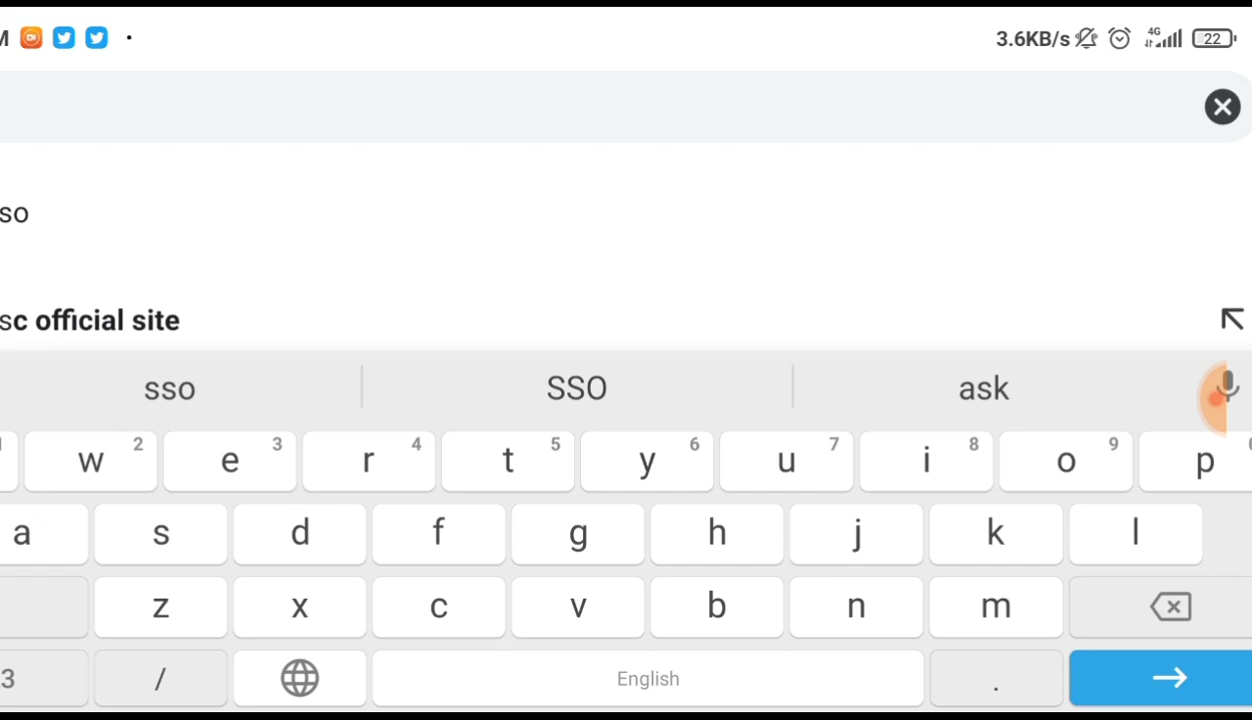 M 3.6KB/s 4G 22
so
sc official site
sso SSO ask
w 2 e 3 r 4 t 5 y 6 u 7 i 8 o 9 p
a s d f g h j k l
z x c v b n m
3 / English .